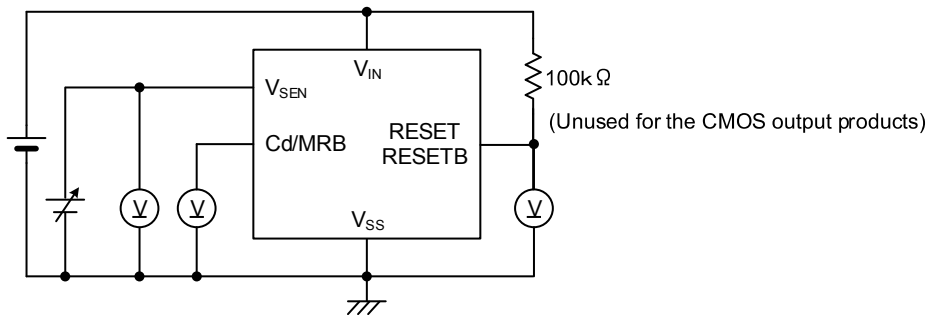 V_IN
V_SEN
100kΩ
(Unused for the CMOS output products)
RESET
Cd/MRB
RESETB
V
V
V
V_SS